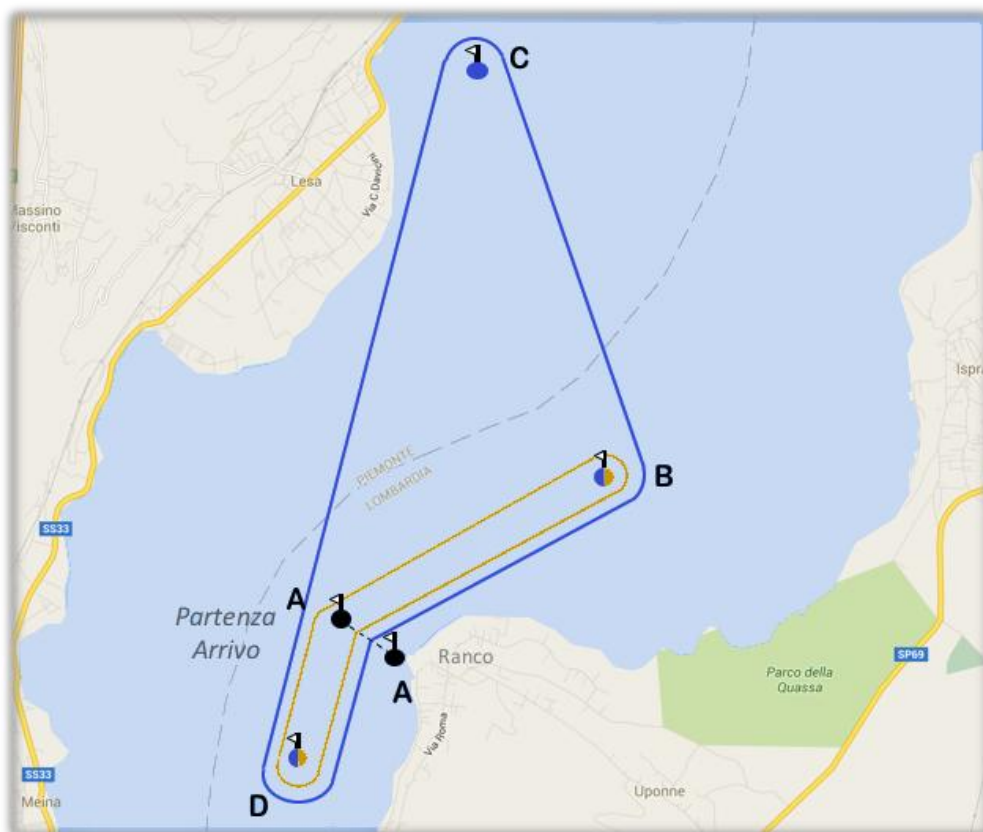 C
Lesa
Via C.Davicini
Massino
Visconti
Ispra
PIEMONTE
LOMBARDIA
B
SS33
A
Partenza
Arrivo
Ranco
A
SP69
Parco della
Quassa
Via Roma
SS33
Meina
D
Uponne